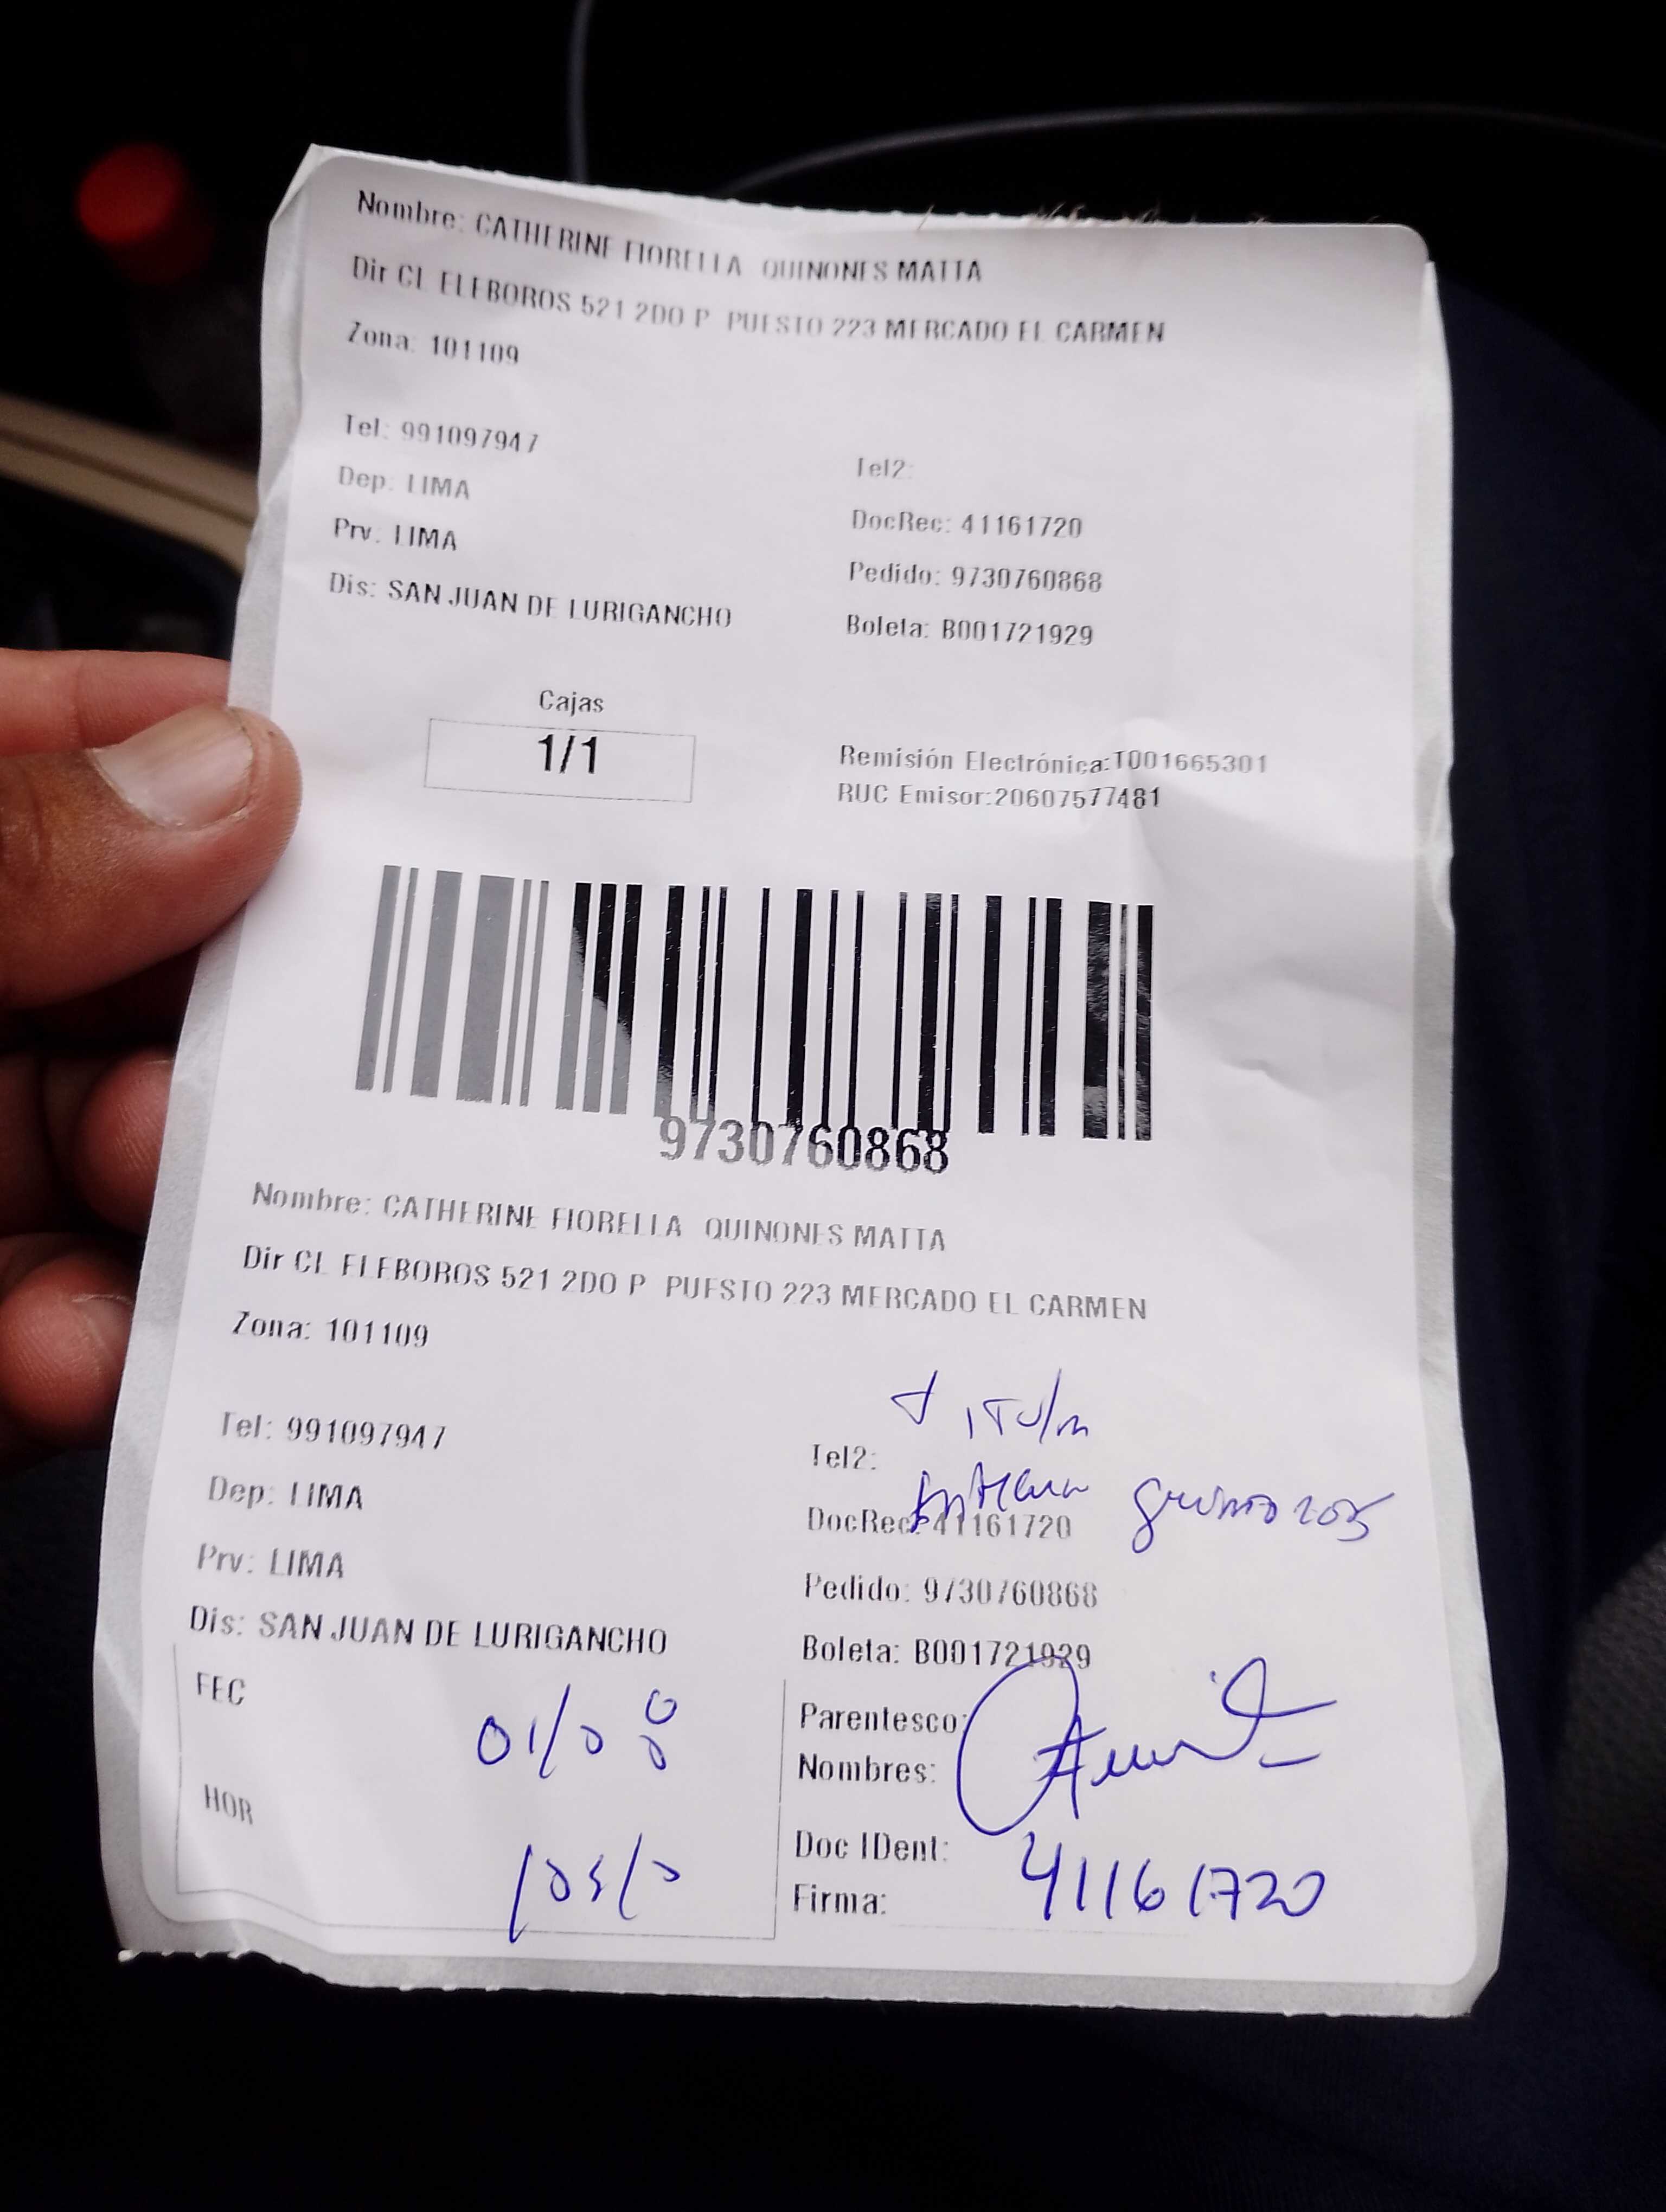 Nombre: CATHERINE FIORELLA QUINONES MATTA
Dir CL ELEBOROS 521 2DO P PUESTO 223 MERCADO EL CARMEN
Zona: 101109
Tel: 991097947
Tel2:
Dep: LIMA
DocRec: 41161720
Prv: LIMA
Pedido: 9730760868
Dis: SAN JUAN DE LURIGANCHO
Boleta: B001721929
Cajas
1/1
Remisión Electrónica:T001665301
RUC Emisor:20607577481
9730760868
Nombre: CATHERINE FIORELLA QUINONES MATTA
Dir CL ELEBOROS 521 2DO P PUESTO 223 MERCADO EL CARMEN
Zona: 101109
Tel: 991097947
Tel2:
Dep: LIMA
DocRec: 41161720
Prv: LIMA
Pedido: 9730760868
Dis: SAN JUAN DE LURIGANCHO
Boleta: B001721929
FEC 01/08
Parentesco:
Nombres:
HOR
Doc IDent: 41161720
Firma: